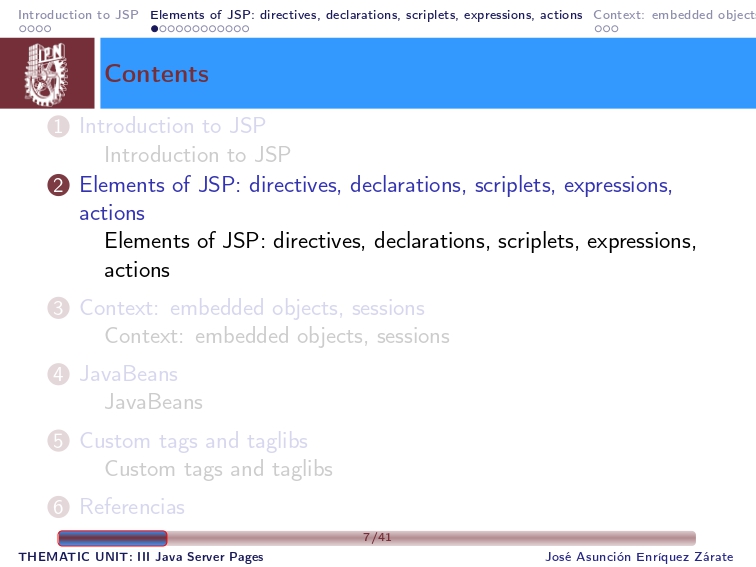 Introduction to JSP Elements of JSP: directives, declarations, scriplets, expressions, actions Context: embedded objects
IPN
Contents
1 Introduction to JSP
Introduction to JSP
2 Elements of JSP: directives, declarations, scriplets, expressions,
actions
Elements of JSP: directives, declarations, scriplets, expressions,
actions
3 Context: embedded objects, sessions
Context: embedded objects, sessions
4 JavaBeans
JavaBeans
5 Custom tags and taglibs
Custom tags and taglibs
6 Referencias
7/41
THEMATIC UNIT: III Java Server Pages José Asunción Enríquez Zárate